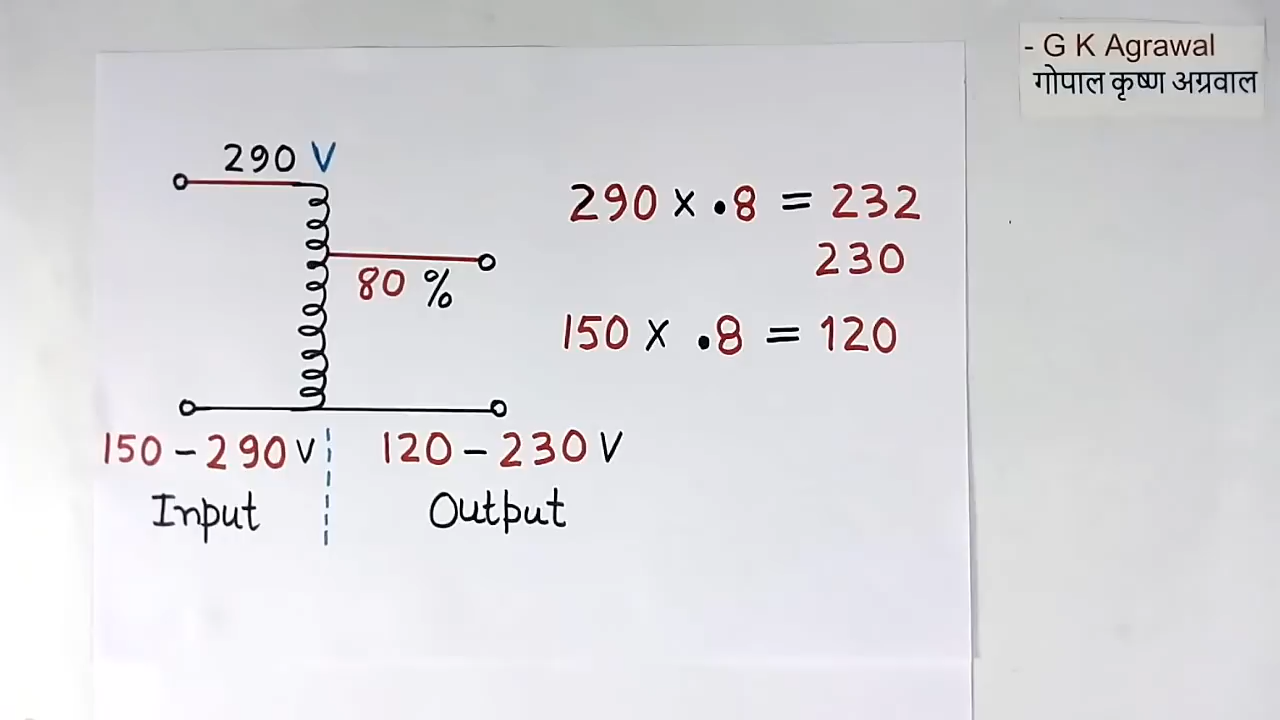 - G K Agrawal
गोपाल कृष्ण अग्रवाल
290 V
80 %
290 x .8 = 232
230
150 x .8 = 120
150 - 290 V
120 - 230 V
Input
Output